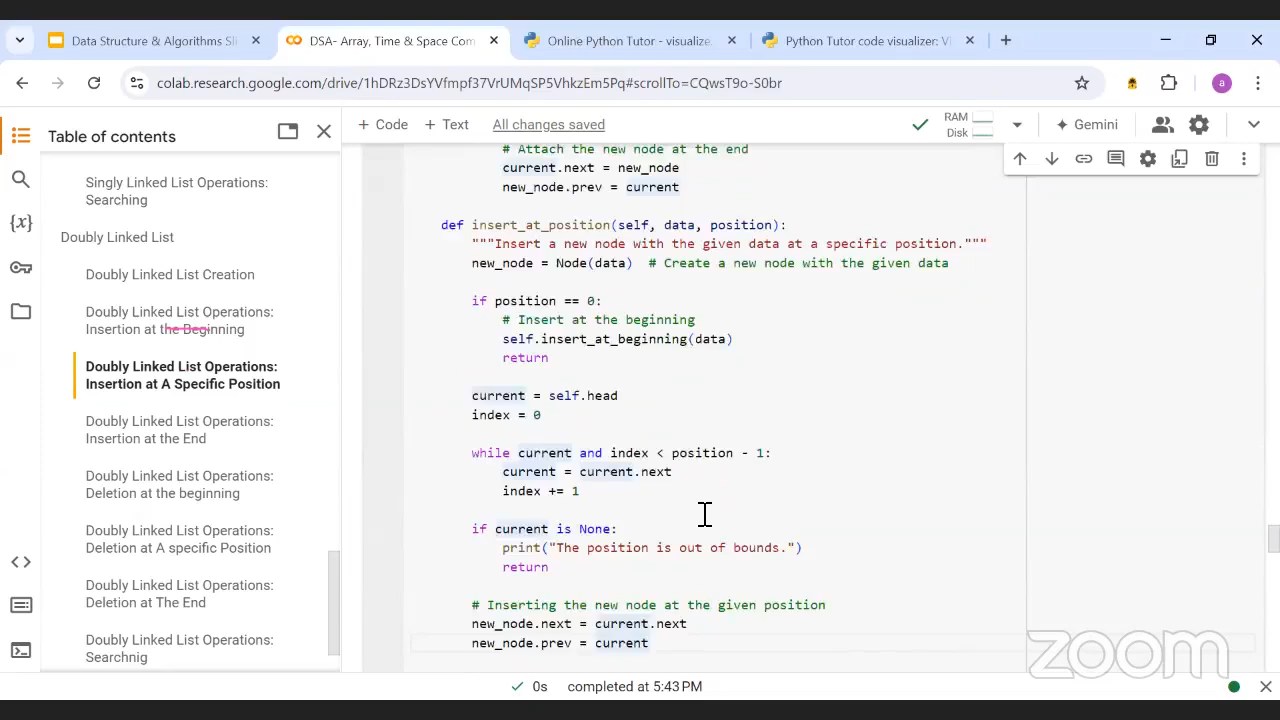 Data Structure & Algorithms Sli
DSA- Array, Time & Space Com
Online Python Tutor - visualize
Python Tutor code visualizer: Vi
colab.research.google.com/drive/1hDRz3DsYVfmpf37VrUMqSP5VhkzEm5Pq#scrollTo=CQwsT9o-S0br
a
Table of contents
+ Code
+ Text
All changes saved
RAM
Disk
Gemini
Singly Linked List Operations:
Searching
Doubly Linked List
Doubly Linked List Creation
Doubly Linked List Operations:
Insertion at the Beginning
Doubly Linked List Operations:
Insertion at A Specific Position
Doubly Linked List Operations:
Insertion at the End
Doubly Linked List Operations:
Deletion at the beginning
Doubly Linked List Operations:
Deletion at A specific Position
Doubly Linked List Operations:
Deletion at The End
Doubly Linked List Operations:
Searchnig
# Attach the new node at the end
current.next = new_node
new_node.prev = current
def insert_at_position(self, data, position):
"""Insert a new node with the given data at a specific position."""
new_node = Node(data)  # Create a new node with the given data
if position == 0:
# Insert at the beginning
self.insert_at_beginning(data)
return
current = self.head
index = 0
while current and index < position - 1:
current = current.next
index += 1
if current is None:
print("The position is out of bounds.")
return
# Inserting the new node at the given position
new_node.next = current.next
new_node.prev = current
zoom
0s completed at 5:43 PM